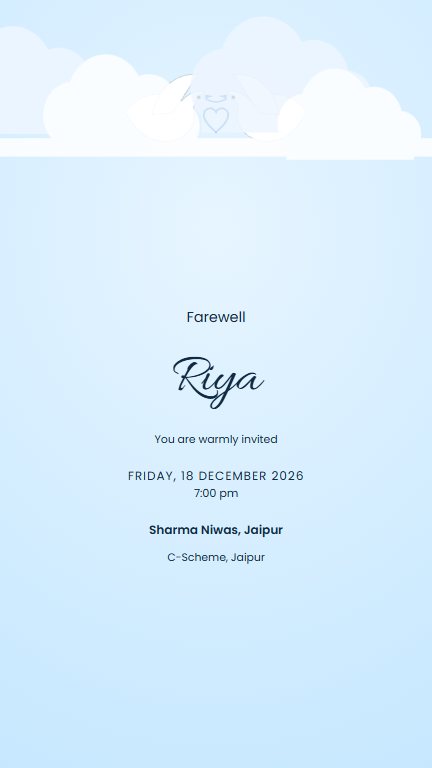 Farewell
Riya
You are warmly invited
FRIDAY, 18 DECEMBER 2026
7:00 pm
Sharma Niwas, Jaipur
C-Scheme, Jaipur